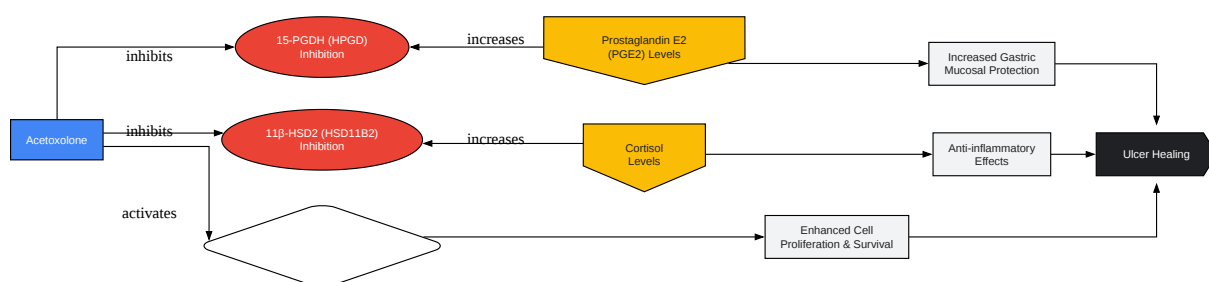 15-PGDH (HPGD)
Inhibition
increases
Prostaglandin E2
(PGE2) Levels
inhibits
Increased Gastric
Mucosal Protection
Acetoxolone
inhibits
11β-HSD2 (HSD11B2)
Inhibition
increases
Cortisol
Levels
Anti-inflammatory
Effects
Ulcer Healing
activates
Enhanced Cell
Proliferation & Survival